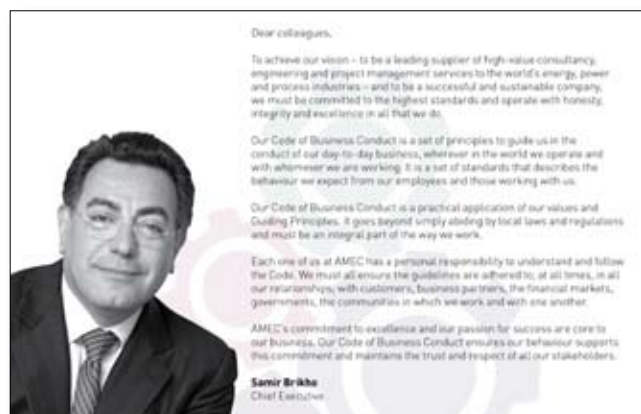 Dear colleagues,
To achieve our vision – to be a leading supplier of high-value consultancy,
engineering and project management services to the world's energy, power
and process industries – and to be a successful and sustainable company,
we must be committed to the highest standards and operate with honesty,
integrity and excellence in all that we do.
Our Code of Business Conduct is a set of principles to guide us in the
conduct of our day-to-day business, wherever in the world we operate and
with whomever we are working. It is a set of standards that describes the
behaviour we expect from our employees and those working with us.
Our Code of Business Conduct is a practical application of our values and
Guiding Principles. It goes beyond simply abiding by local laws and regulations
and must be an integral part of the way we work.
Each one of us at AMEC has a personal responsibility to understand and follow
the Code. We must all ensure the guidelines are adhered to, at all times, in all
our relationships; with customers, business partners, the financial markets,
governments, the communities in which we work and with one another.
AMEC's commitment to excellence and our passion for success are core to
our business. Our Code of Business Conduct ensures our behaviour supports
this commitment and maintains the trust and respect of all our stakeholders.
Samir Brikho
Chief Executive